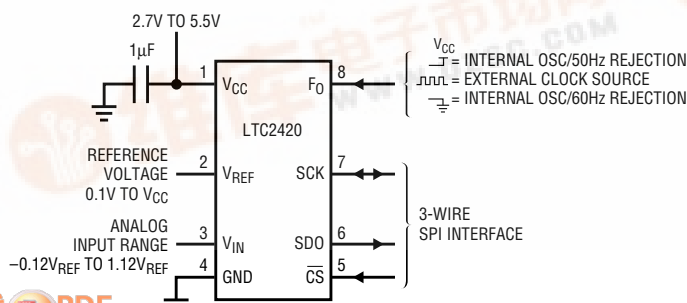 2.7V TO 5.5V
1µF
VCC
= INTERNAL OSC/50Hz REJECTION
= EXTERNAL CLOCK SOURCE
= INTERNAL OSC/60Hz REJECTION
1
VCC
FO
8
LTC2420
REFERENCE
VOLTAGE
0.1V TO VCC
2
VREF
SCK
7
ANALOG
INPUT RANGE
–0.12VREF TO 1.12VREF
3
VIN
SDO
6
4
GND
CS
5
3-WIRE
SPI INTERFACE
PDF